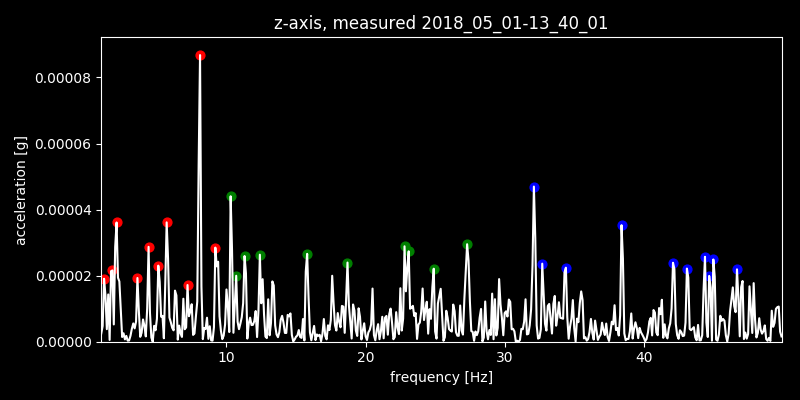 z-axis, measured 2018_05_01-13_40_01
0.00008
0.00006
0.00004
0.00002
0.00000
acceleration [g]
10 20 30 40
frequency [Hz]